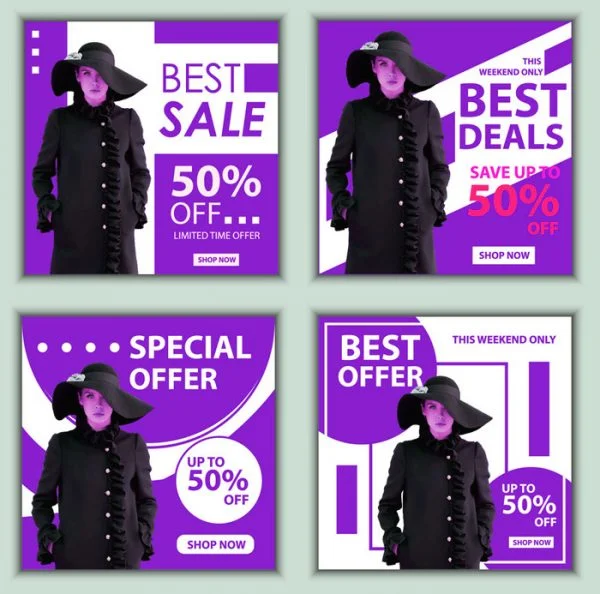 BEST
SALE
50%
OFF...
LIMITED TIME OFFER
SHOP NOW
THIS
WEEKEND ONLY
BEST
DEALS
SAVE UP TO
50%
OFF
SHOP NOW
SPECIAL
OFFER
UP TO
50%
OFF
SHOP NOW
BEST
OFFER
THIS WEEKEND ONLY
UP TO
50%
OFF
SHOP NOW